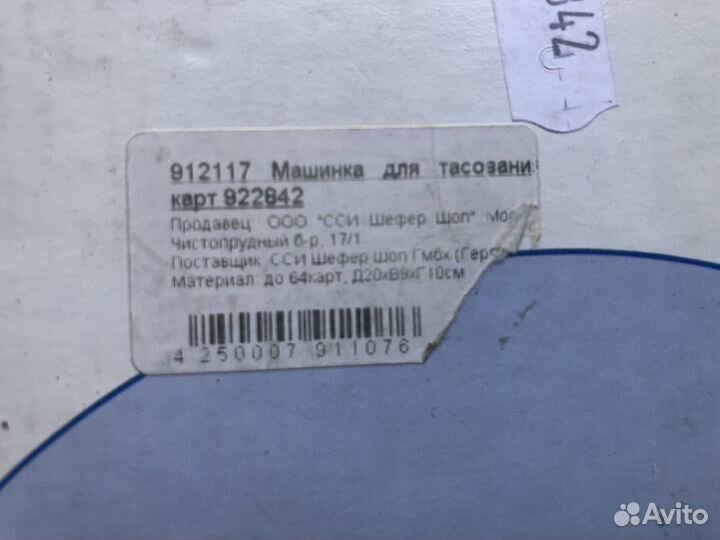 842
912117 Машинка для тасовани
карт 922842
Продавец ООО "ССИ Шефер Шоп" Мос
Чистопрудный б-р, 17/1
Поставщик ССИ Шефер Шоп Гмбх (Гер
Материал до 64карт, Д20хВ9хГ10см
4 250007 911076
Avito